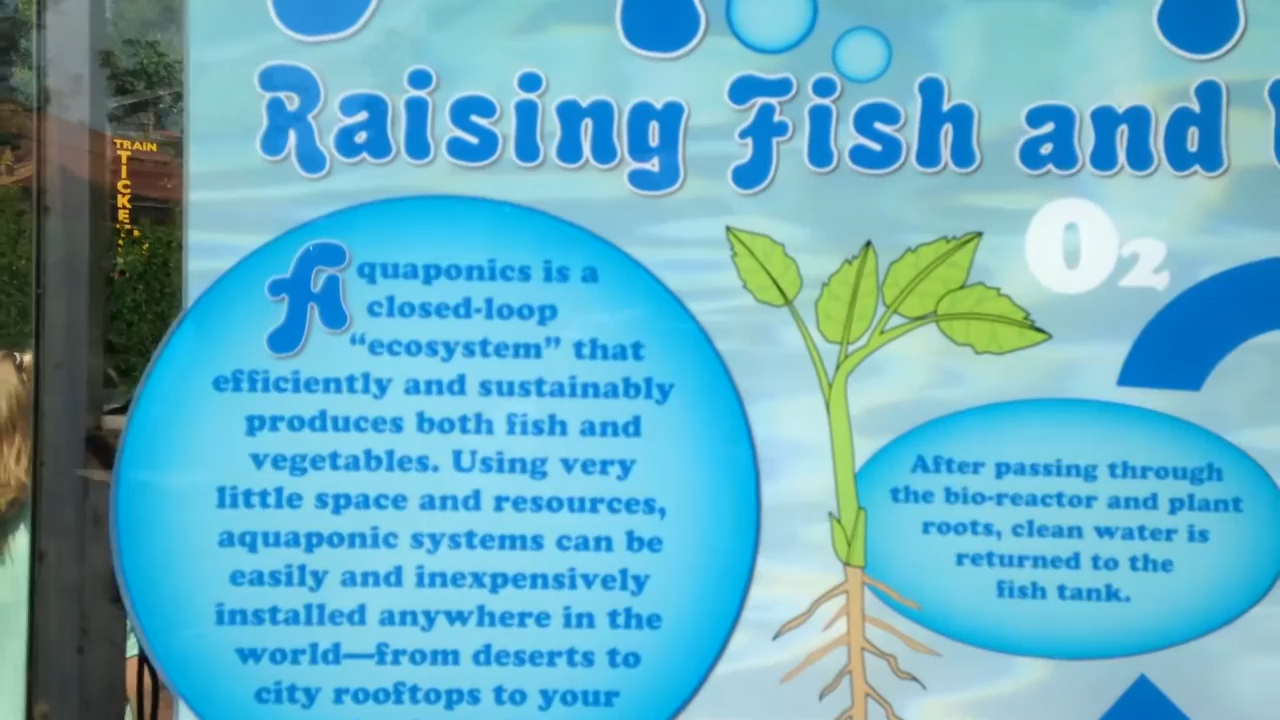 Raising Fish and
TRAIN
TICKETS
O2
Aquaponics is a
closed-loop
“ecosystem” that
efficiently and sustainably
produces both fish and
vegetables. Using very
little space and resources,
aquaponic systems can be
easily and inexpensively
installed anywhere in the
world—from deserts to
city rooftops to your
After passing through
the bio-reactor and plant
roots, clean water is
returned to the
fish tank.